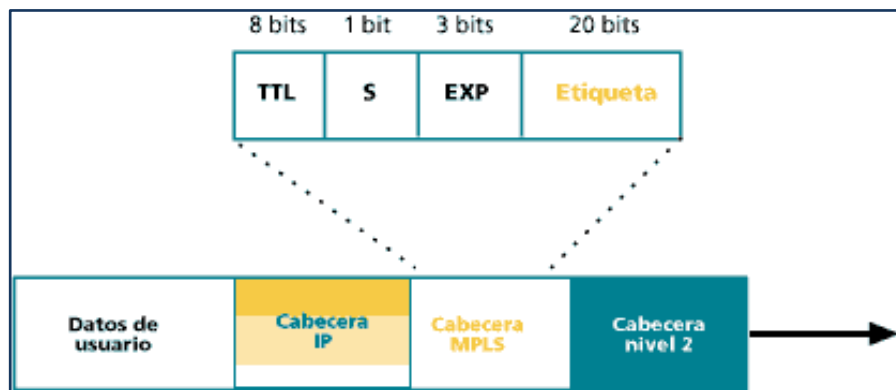 8 bits 1 bit 3 bits 20 bits
TTL S EXP Etiqueta
Datos de
usuario
Cabecera
IP
Cabecera
MPLS
Cabecera
nivel 2